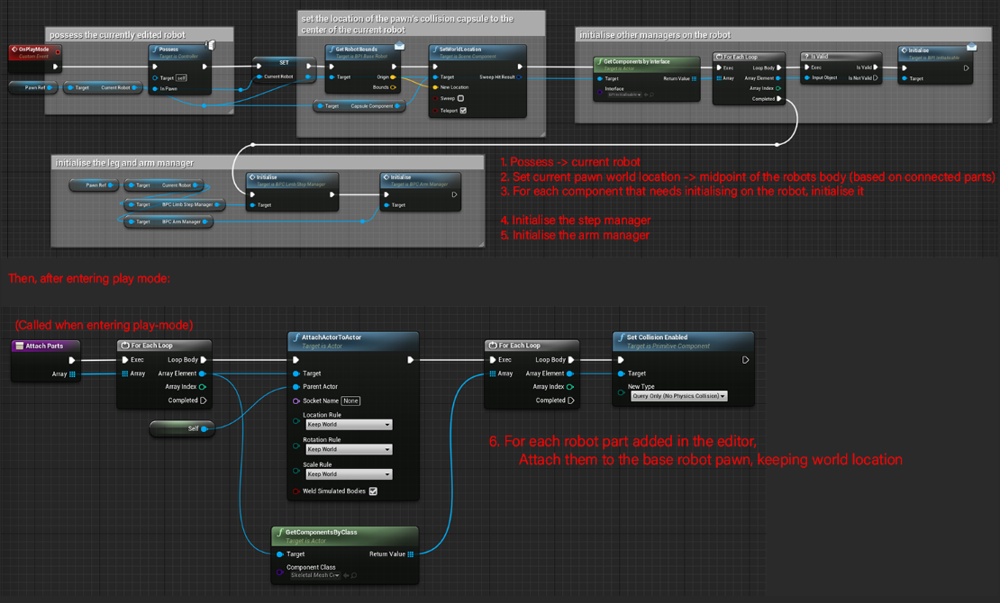 possess the currently edited robot
OnPlayMode
Custom Event
Pawn Ref
Target Current Robot
Possess
Target is Controller
Target self
In Pawn
SET
Current Robot
set the location of the pawn's collision capsule to the
center of the current robot
Get Robot Bounds
Target is BPI Base Robot
Target Origin
Bounds
Target Capsule Component
SetWorldLocation
Target is Scene Component
Target Sweep Hit Result
New Location
Sweep
Teleport
initialise other managers on the robot
Get Components by Interface
Target is Actor
Target Return Value
Interface
For Each Loop
Exec Loop Body
Array Array Element
Array Index
Completed
Is Valid
Exec Is Valid
Input Object Is Not Valid
Initialise
Target is BPI Initialisable
Target
initialise the leg and arm manager
Pawn Ref
Target Current Robot
Target BPC Limb Step Manager
Target BPC Arm Manager
Initialise
Target is BPC Limb Step Manager
Target
Initialise
Target is BPC Arm Manager
Target
1. Possess -> current robot
2. Set current pawn world location -> midpoint of the robots body (based on connected parts)
3. For each component that needs initialising on the robot, initialise it
4. Initialise the step manager
5. Initialise the arm manager
Then, after entering play mode:
(Called when entering play-mode)
Attach Parts
Array
For Each Loop
Exec Loop Body
Array Array Element
Array Index
Completed
Self
AttachActorToActor
Target is Actor
Target
Parent Actor
Socket Name None
Location Rule
Keep World
Rotation Rule
Keep World
Scale Rule
Keep World
Weld Simulated Bodies
GetComponentsByClass
Target is Actor
Target Return Value
Component Class
Skeletal Mesh C
For Each Loop
Exec Loop Body
Array Array Element
Array Index
Completed
Set Collision Enabled
Target is Primitive Component
Target
New Type
Query Only (No Physics Collision)
6. For each robot part added in the editor,
Attach them to the base robot pawn, keeping world location